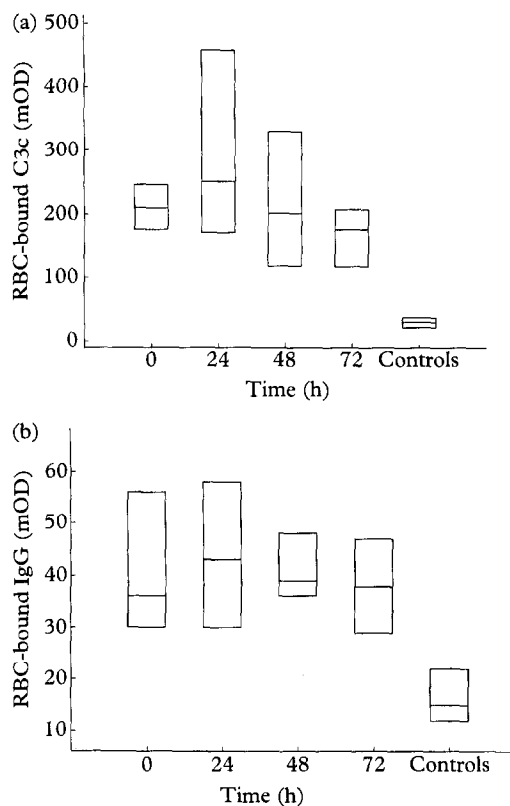 (a)
RBC-bound C3c (mOD)
500
400
300
200
100
0
0 24 48 72 Controls
Time (h)
(b)
RBC-bound IgG (mOD)
60
50
40
30
20
10
0 24 48 72 Controls
Time (h)